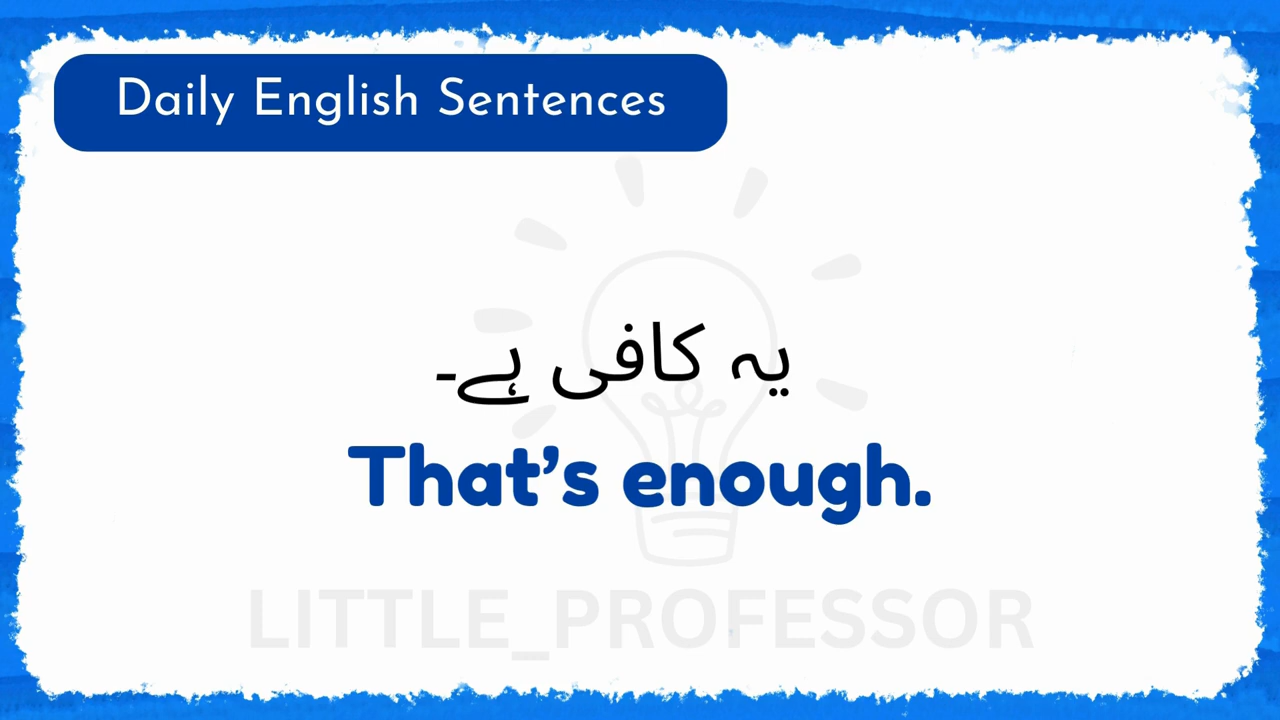 Daily English Sentences
یہ کافی ہے۔
That’s enough.
LITTLE_PROFESSOR